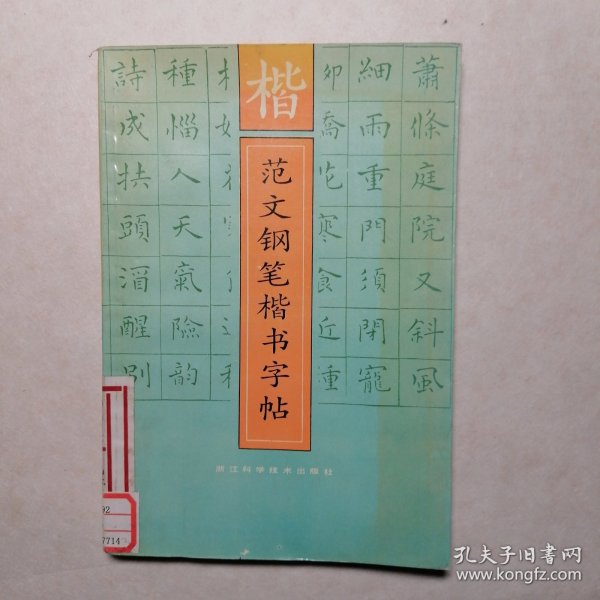 楷
范文钢笔楷书字帖
蕭條庭院又斜風
細雨重門須閉寵
寒食近
種惱人天氣險韻
詩成扶頭酒醒別
浙江科学技术出版社
92
7714
孔夫子旧书网
www.kongfz.com